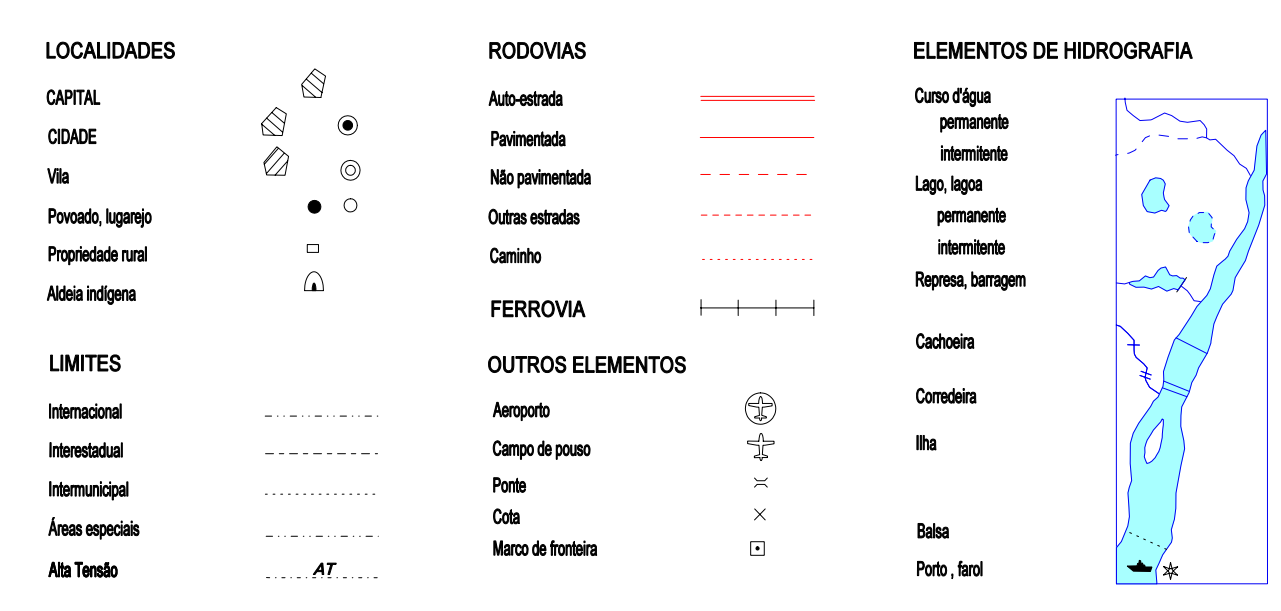 LOCALIDADES
CAPITAL
CIDADE
Vila
Povoado, lugarejo
Propriedade rural
Aldeia indígena
LIMITES
Internacional
Interestadual
Intermunicipal
Áreas especiais
Alta Tensão
AT
RODOVIAS
Auto-estrada
Pavimentada
Não pavimentada
Outras estradas
Caminho
FERROVIA
OUTROS ELEMENTOS
Aeroporto
Campo de pouso
Ponte
Cota
Marco de fronteira
ELEMENTOS DE HIDROGRAFIA
Curso d'água
permanente
intermitente
Lago, lagoa
permanente
intermitente
Represa, barragem
Cachoeira
Corredeira
Ilha
Balsa
Porto , farol